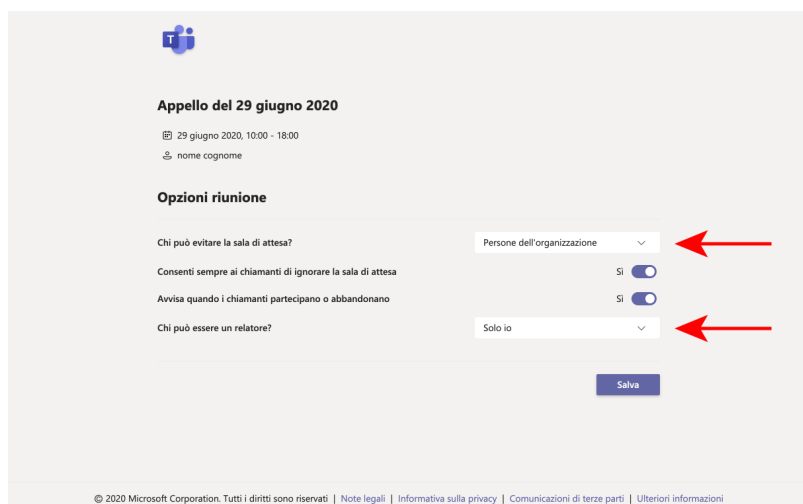 T
Appello del 29 giugno 2020
29 giugno 2020, 10:00 - 18:00
nome cognome
Opzioni riunione
Chi può evitare la sala di attesa? Persone dell'organizzazione
Consenti sempre ai chiamanti di ignorare la sala di attesa Sì
Avvisa quando i chiamanti partecipano o abbandonano Sì
Chi può essere un relatore? Solo io
Salva
© 2020 Microsoft Corporation. Tutti i diritti sono riservati | Note legali | Informativa sulla privacy | Comunicazioni di terze parti | Ulteriori informazioni